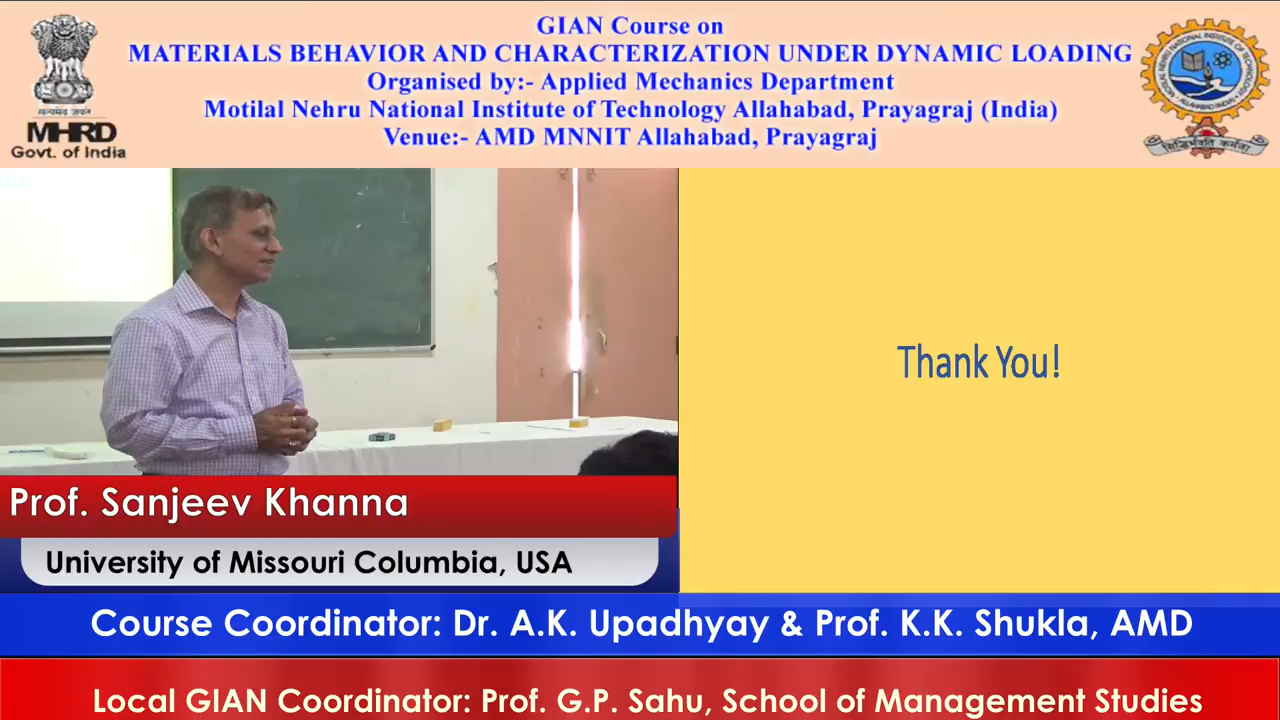 GIAN Course on
MATERIALS BEHAVIOR AND CHARACTERIZATION UNDER DYNAMIC LOADING
Organised by:- Applied Mechanics Department
Motilal Nehru National Institute of Technology Allahabad, Prayagraj (India)
Venue:- AMD MNNIT Allahabad, Prayagraj
सत्यमेव जयते
MHRD
Govt. of India
Thank You!
Prof. Sanjeev Khanna
University of Missouri Columbia, USA
Course Coordinator: Dr. A.K. Upadhyay & Prof. K.K. Shukla, AMD
Local GIAN Coordinator: Prof. G.P. Sahu, School of Management Studies